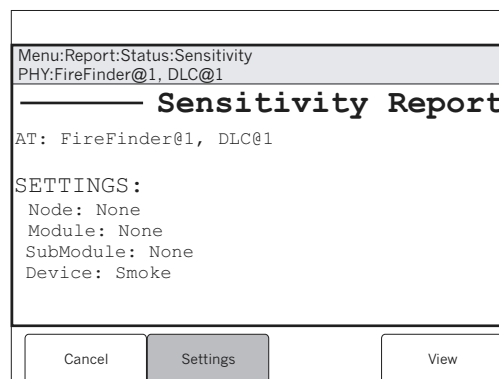 Menu:Report:Status:Sensitivity
PHY:FireFinder@1, DLC@1
Sensitivity Report
AT: FireFinder@1, DLC@1
SETTINGS:
Node: None
Module: None
SubModule: None
Device: Smoke
Cancel Settings View